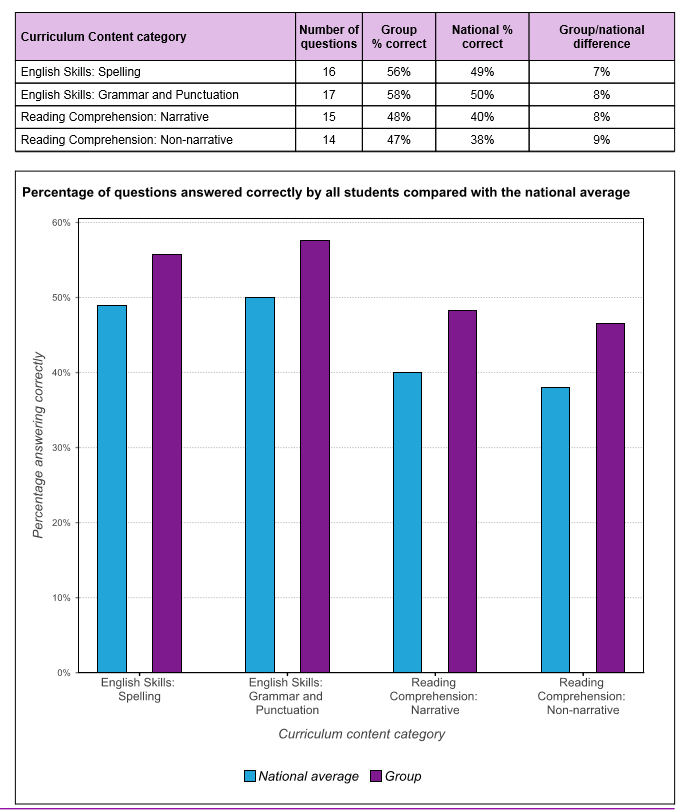 Curriculum Content category
Number of questions
Group % correct
National % correct
Group/national difference
English Skills: Spelling 16 56% 49% 7%
English Skills: Grammar and Punctuation 17 58% 50% 8%
Reading Comprehension: Narrative 15 48% 40% 8%
Reading Comprehension: Non-narrative 14 47% 38% 9%
Percentage of questions answered correctly by all students compared with the national average
60%
50%
40%
30%
20%
10%
0%
Percentage answering correctly
English Skills:
Spelling
English Skills:
Grammar and
Punctuation
Reading
Comprehension:
Narrative
Reading
Comprehension:
Non-narrative
Curriculum content category
National average Group